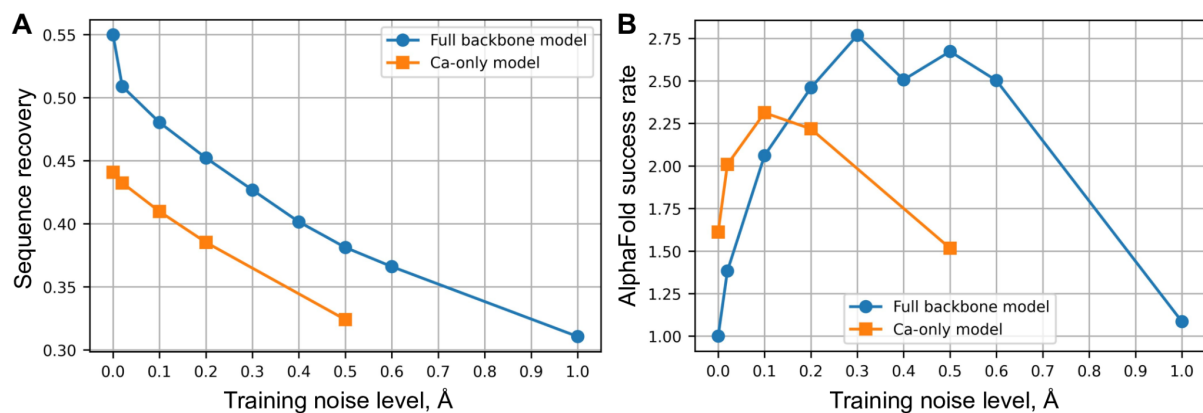 A
Sequence recovery
0.55
0.50
0.45
0.40
0.35
0.30
Full backbone model
Ca-only model
0.0 0.1 0.2 0.3 0.4 0.5 0.6 0.7 0.8 0.9 1.0
Training noise level, Å
B
AlphaFold success rate
2.75
2.50
2.25
2.00
1.75
1.50
1.25
1.00
Full backbone model
Ca-only model
0.0 0.1 0.2 0.3 0.4 0.5 0.6 0.7 0.8 0.9 1.0
Training noise level, Å